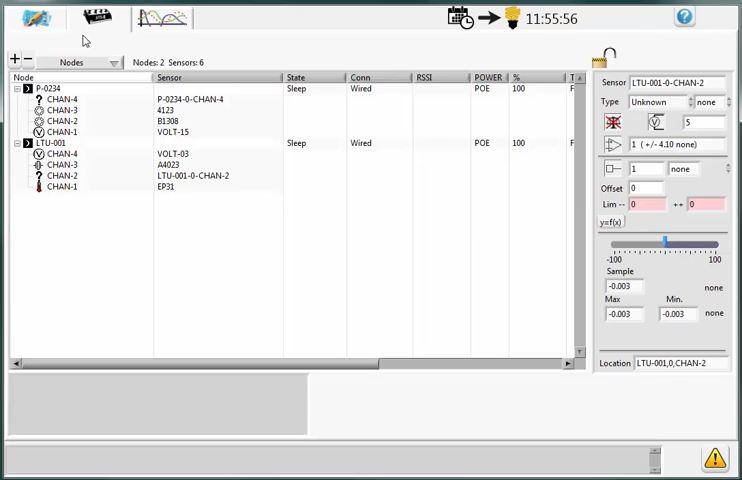 11:55:56
?
+ − Nodes Nodes: 2 Sensors: 6
Node Sensor State Conn RSSI POWER % T
P-0234 Sleep Wired POE 100 F
? CHAN-4 P-0234-0-CHAN-4
CHAN-3 4123
CHAN-2 B1308
CHAN-1 VOLT-15
LTU-001 Sleep Wired POE 100 F
CHAN-4 VOLT-03
CHAN-3 A4023
? CHAN-2 LTU-001-0-CHAN-2
CHAN-1 EP31
Sensor LTU-001-0-CHAN-2
Type Unknown none
5
1 ( +/- 4.10 none)
1 none
Offset 0
Lim -- 0 ++ 0
y=f(x)
-100 100
Sample
-0.003 none
Max Min.
-0.003 -0.003 none
Location LTU-001,0,CHAN-2